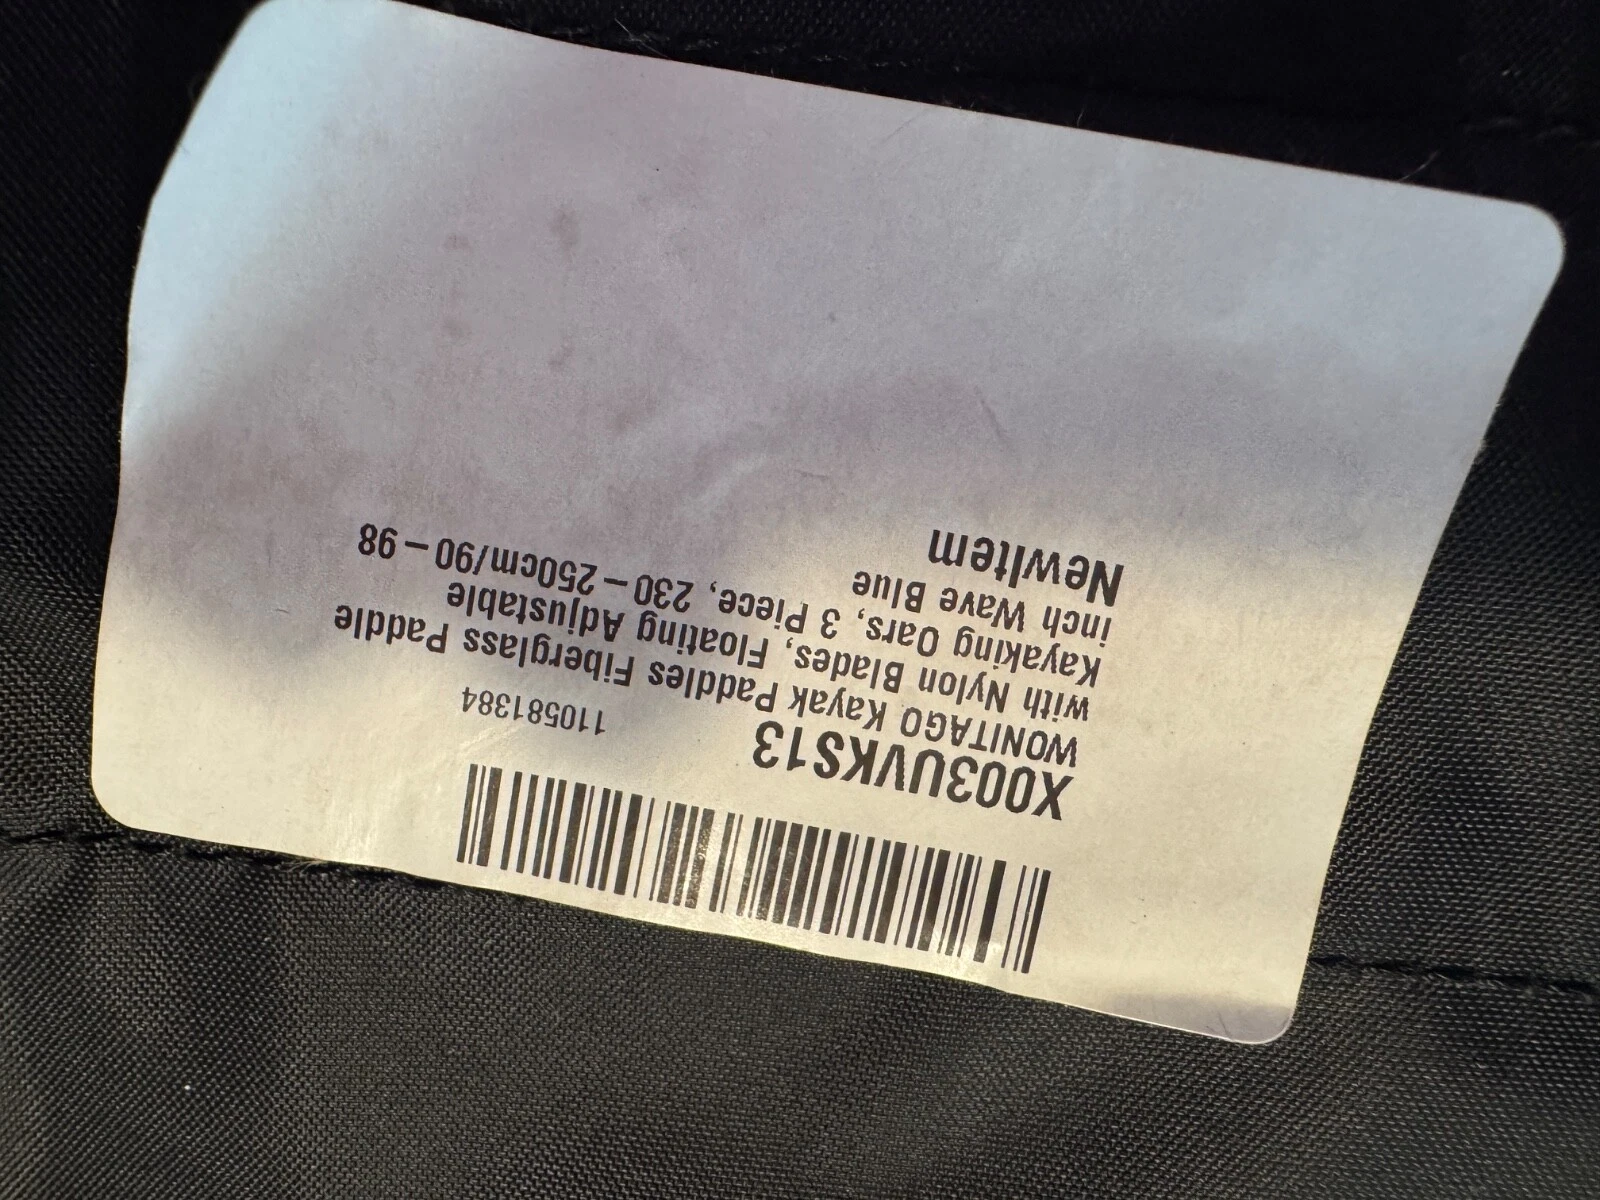 X003UVKS13
110581384
WONITAGO Kayak Paddles Fiberglass Paddle
with Nylon Blades, Floating Adjustable
Kayaking Oars, 3 Piece, 230 – 250cm/90 – 98
inch Wave Blue
NewItem